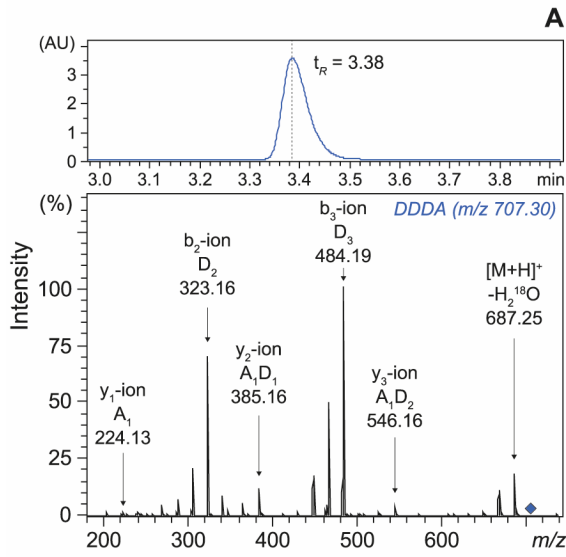 A
(AU)
3
2
1
0
t_R = 3.38
3.0 3.1 3.2 3.3 3.4 3.5 3.6 3.7 3.8 min
(%)
Intensity
100
75
50
25
0
DDDA (m/z 707.30)
y₁-ion
A₁
224.13
b₂-ion
D₂
323.16
y₂-ion
A₁D₁
385.16
b₃-ion
D₃
484.19
y₃-ion
A₁D₂
546.16
[M+H]⁺
-H₂¹⁸O
687.25
200 300 400 500 600 m/z